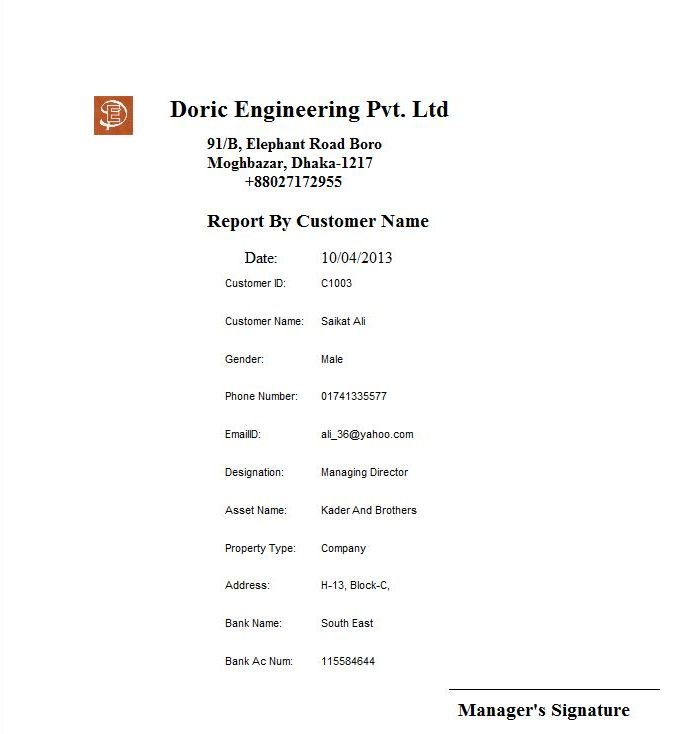 Doric Engineering Pvt. Ltd
91/B, Elephant Road Boro
Moghbazar, Dhaka-1217
+88027172955
Report By Customer Name
Date: 10/04/2013
Customer ID: C1003
Customer Name: Saikat Ali
Gender: Male
Phone Number: 01741335577
EmailID: ali_36@yahoo.com
Designation: Managing Director
Asset Name: Kader And Brothers
Property Type: Company
Address: H-13, Block-C,
Bank Name: South East
Bank Ac Num: 115584644
Manager's Signature